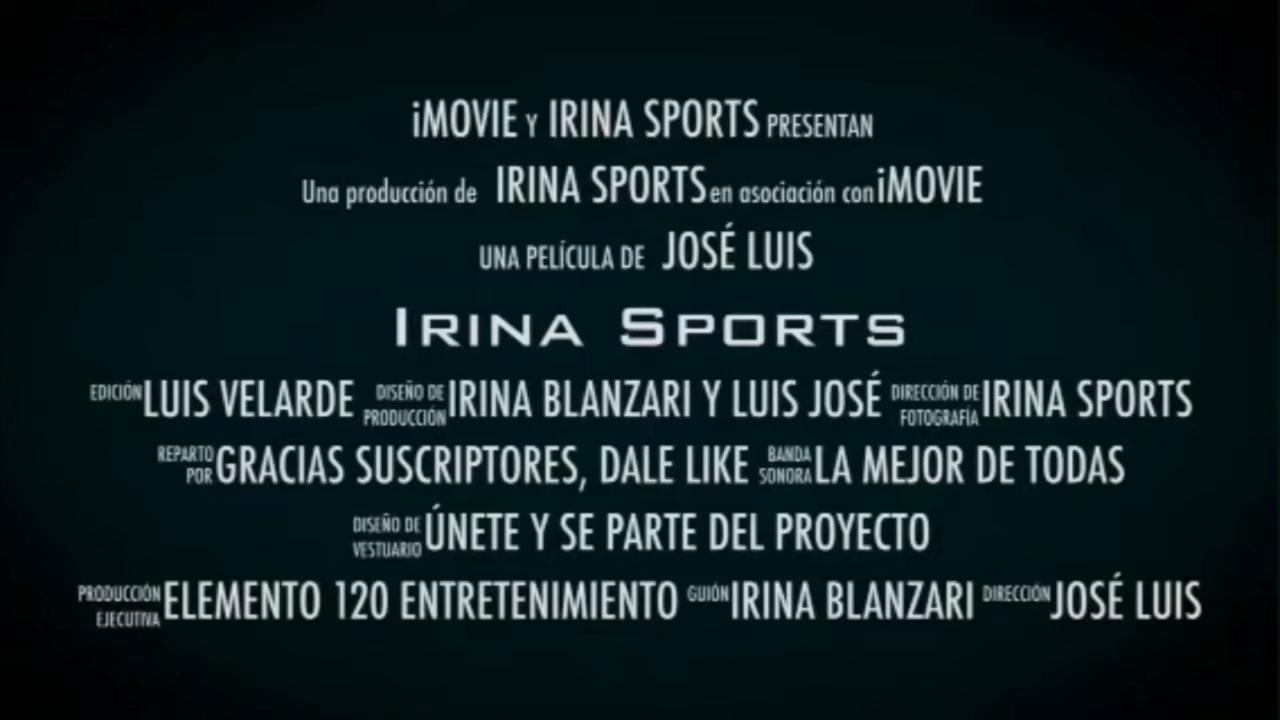 iMOVIE Y IRINA SPORTS PRESENTAN
Una producción de IRINA SPORTS en asociación con iMOVIE
UNA PELÍCULA DE JOSÉ LUIS
IRINA SPORTS
EDICIÓN LUIS VELARDE DISEÑO DE PRODUCCIÓN IRINA BLANZARI Y LUIS JOSÉ DIRECCIÓN DE FOTOGRAFÍA IRINA SPORTS
REPARTO POR GRACIAS SUSCRIPTORES, DALE LIKE BANDA SONORA LA MEJOR DE TODAS
DISEÑO DE VESTUARIO ÚNETE Y SE PARTE DEL PROYECTO
PRODUCCIÓN EJECUTIVA ELEMENTO 120 ENTRETENIMIENTO GUIÓN IRINA BLANZARI DIRECCIÓN JOSÉ LUIS